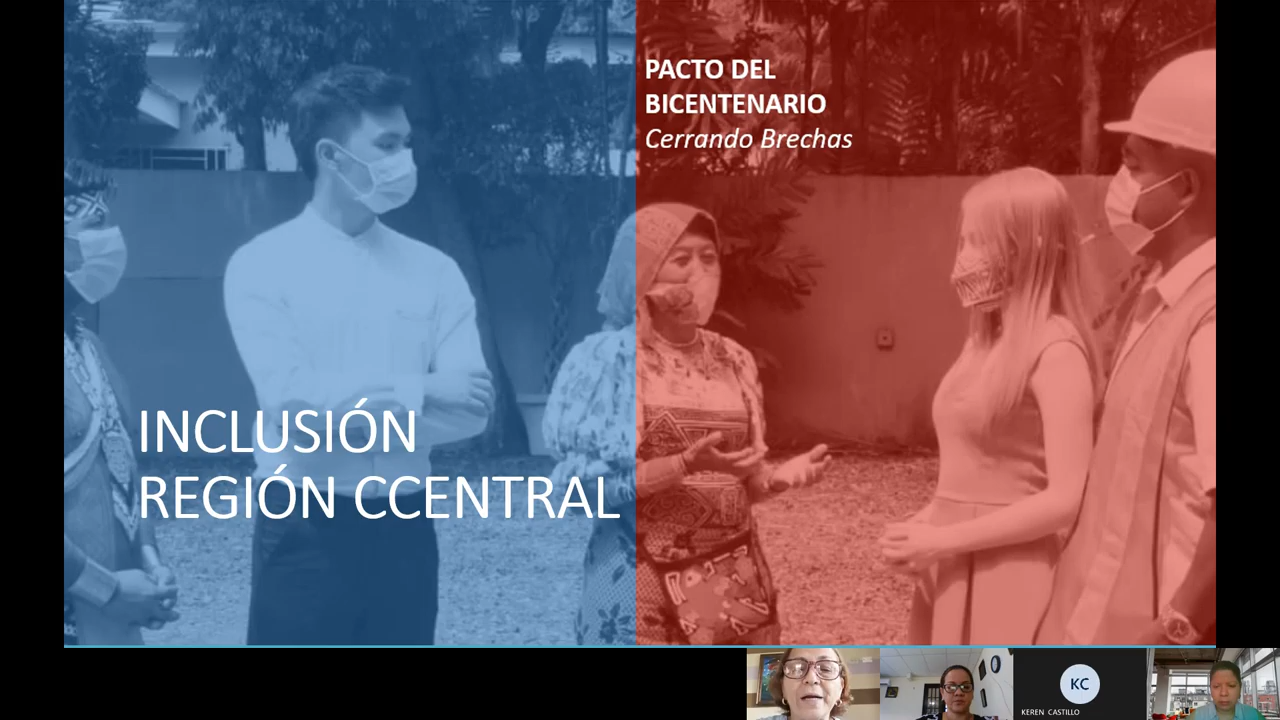 PACTO DEL
BICENTENARIO
Cerrando Brechas
INCLUSIÓN
REGIÓN CCENTRAL
KC
KEREN CASTILLO